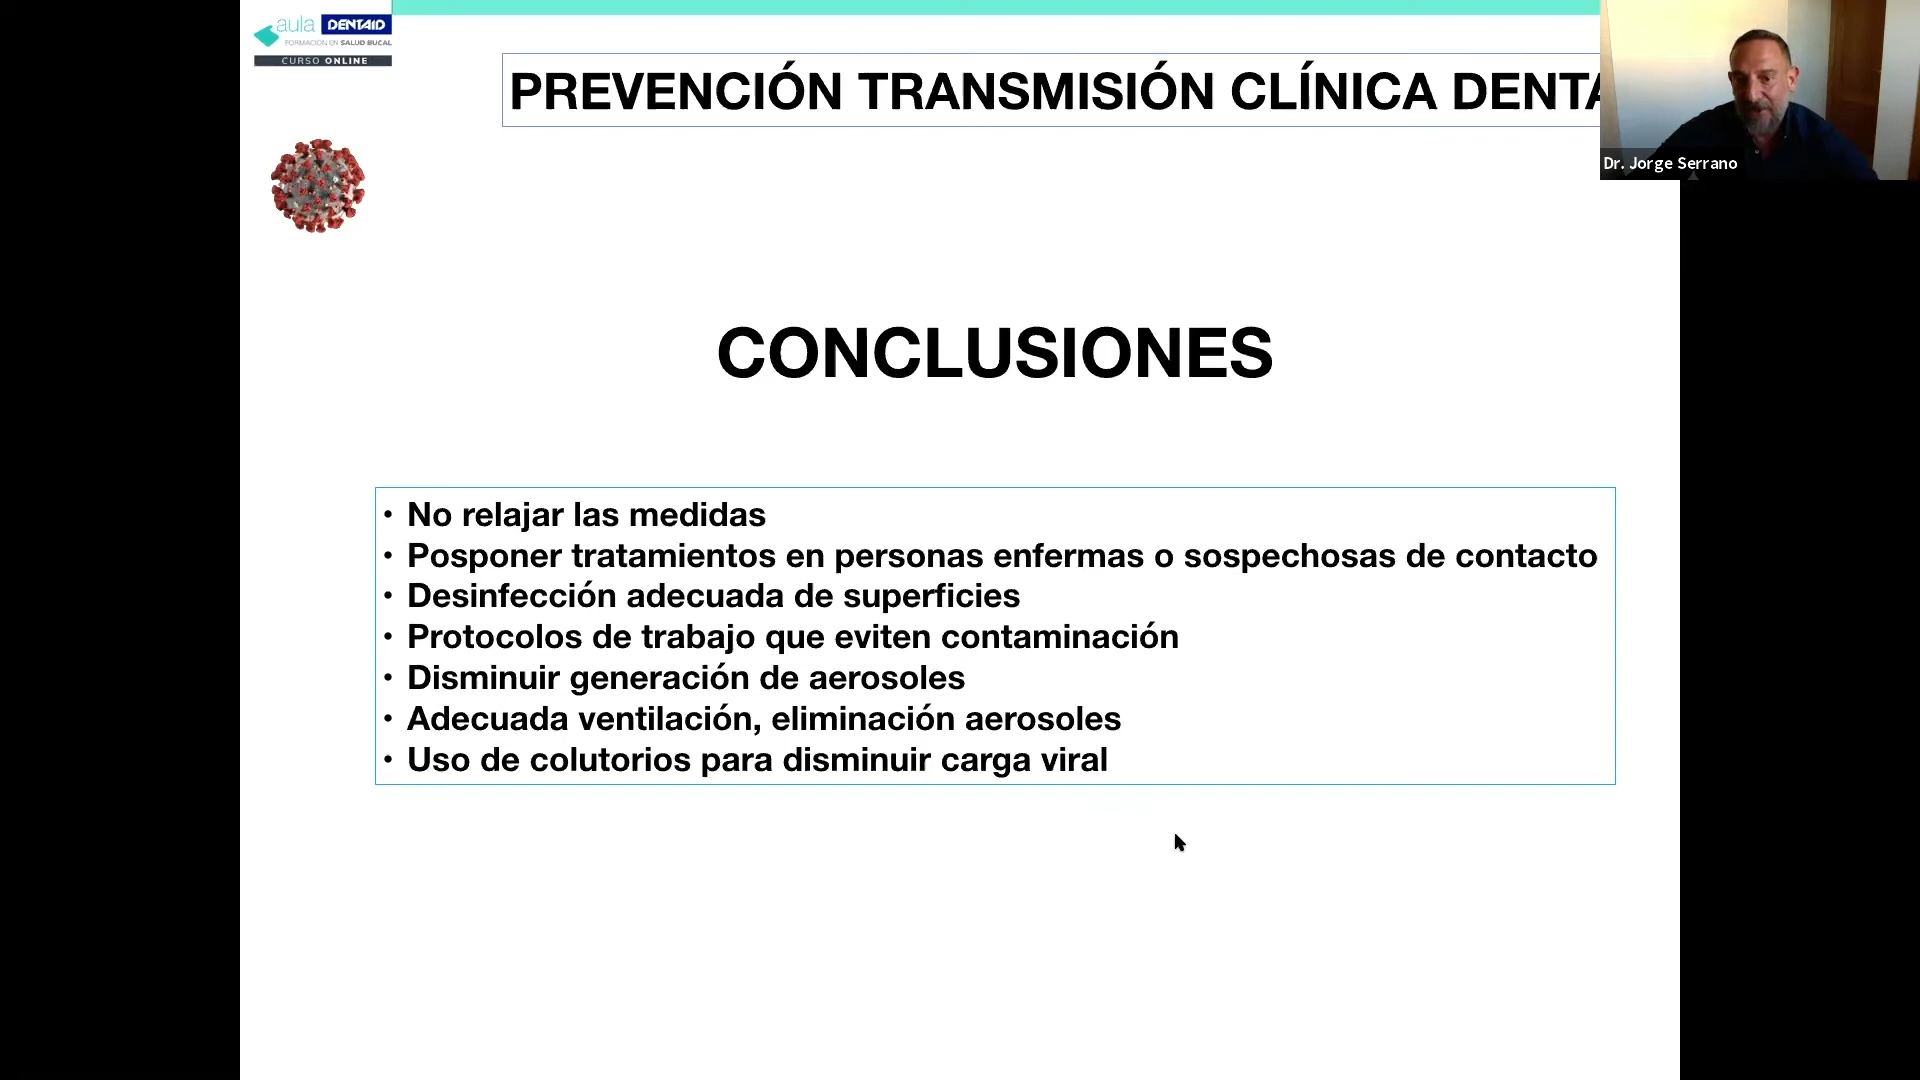 aula DENTAID
FORMACIÓN EN SALUD BUCAL
CURSO ONLINE
PREVENCIÓN TRANSMISIÓN CLÍNICA DENTA
Dr. Jorge Serrano
CONCLUSIONES
• No relajar las medidas
• Posponer tratamientos en personas enfermas o sospechosas de contacto
• Desinfección adecuada de superficies
• Protocolos de trabajo que eviten contaminación
• Disminuir generación de aerosoles
• Adecuada ventilación, eliminación aerosoles
• Uso de colutorios para disminuir carga viral